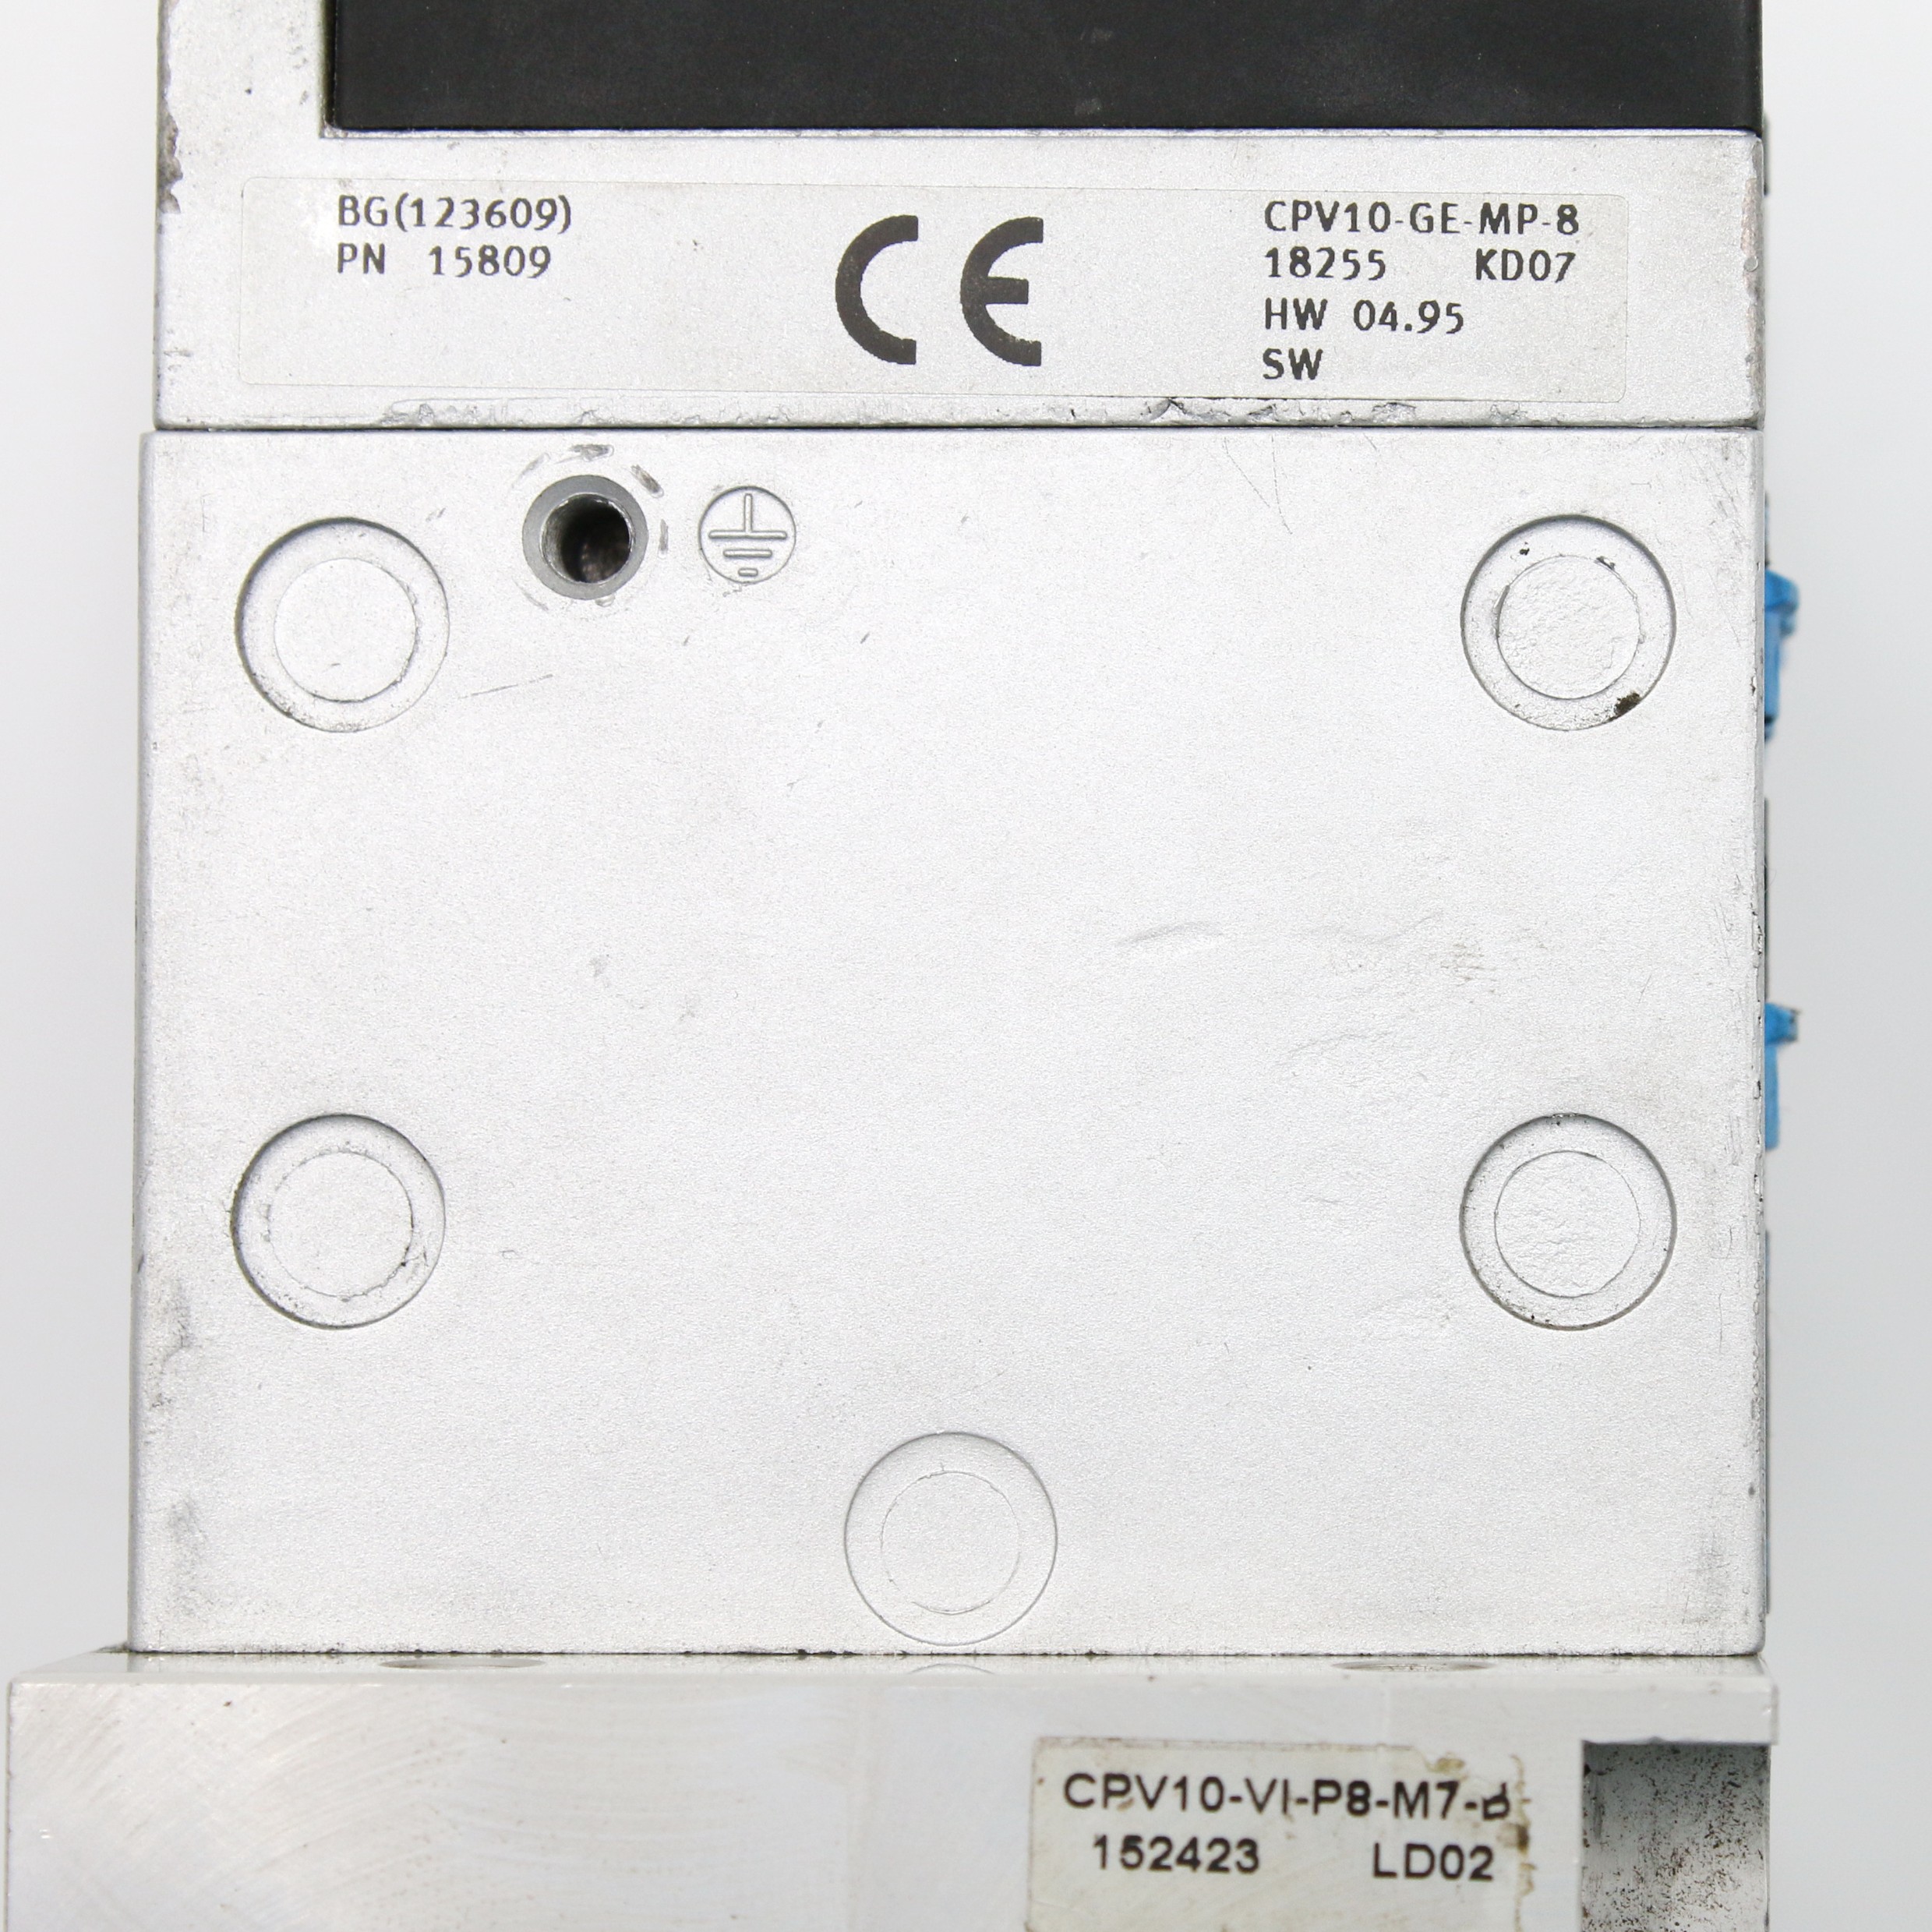 BG(123609)
PN 15809
CE
CPV10-GE-MP-8
18255 KD07
HW 04.95
SW
CPV10-VI-P8-M7-B
152423 LD02